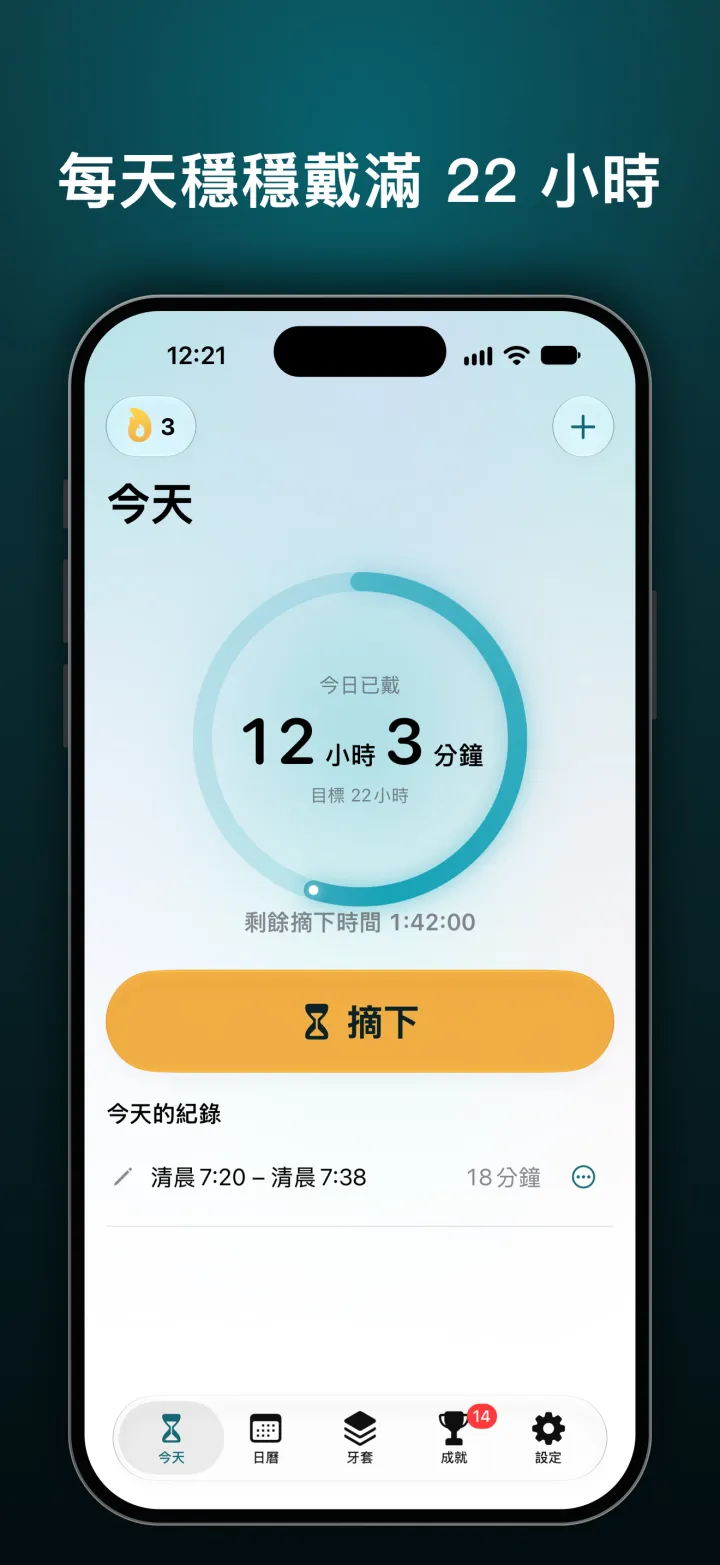 每天穩穩戴滿 22 小時
12:21
3
今天
今日已戴
12 小時 3 分鐘
目標 22小時
剩餘摘下時間 1:42:00
摘下
今天的紀錄
清晨 7:20 – 清晨 7:38 18 分鐘
14
今天 日曆 牙套 成就 設定